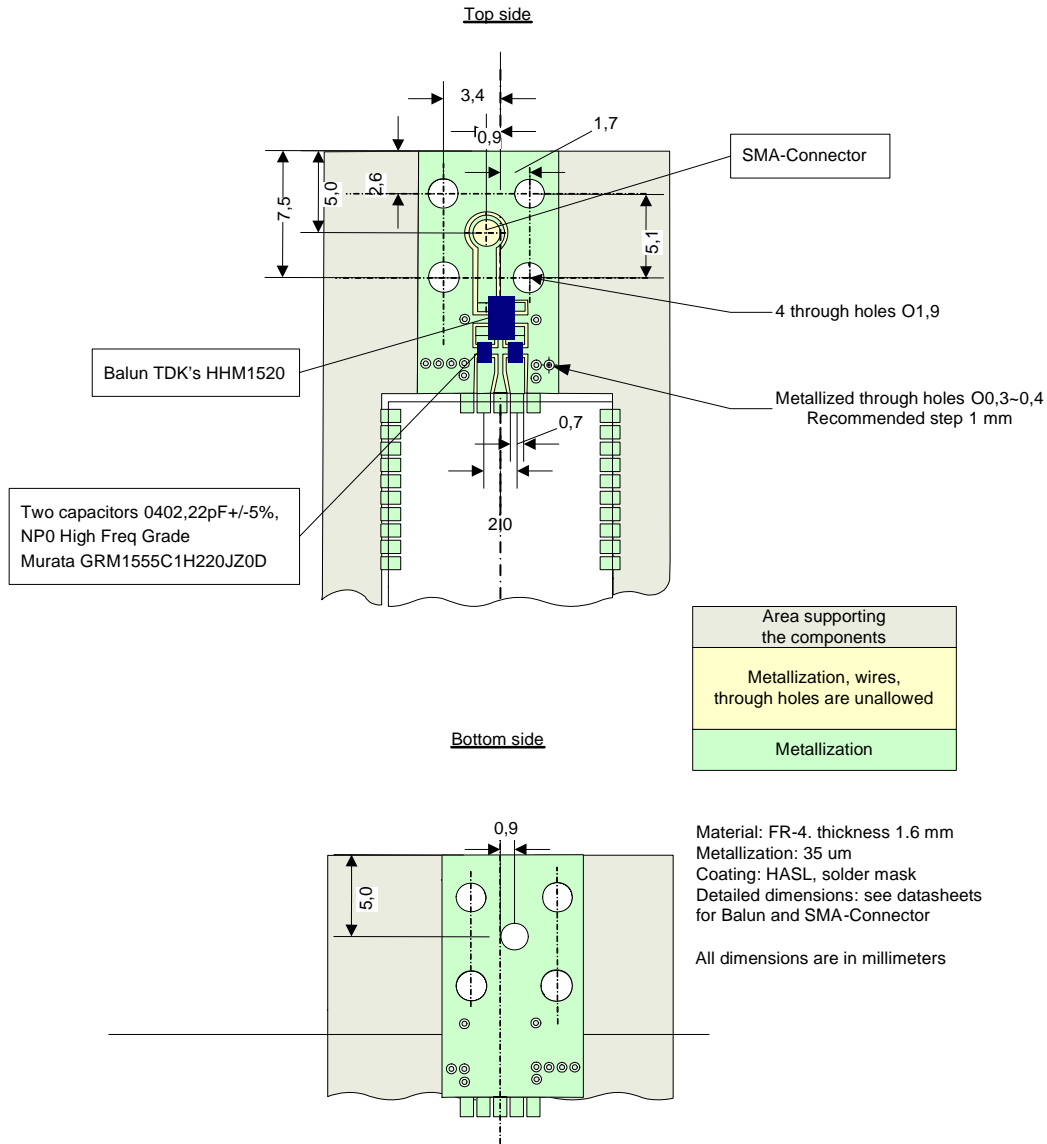 Top side
3,4
0,9
1,7
SMA-Connector
7,5
5,0
2,6
5,1
4 through holes O1,9
Balun TDK's HHM1520
Metallized through holes O0,3~0,4
Recommended step 1 mm
0,7
Two capacitors 0402,22pF+/-5%,
NP0 High Freq Grade
Murata GRM1555C1H220JZ0D
2,0
Area supporting
the components
Metallization, wires,
through holes are unallowed
Metallization
Bottom side
0,9
5,0
Material: FR-4. thickness 1.6 mm
Metallization: 35 um
Coating: HASL, solder mask
Detailed dimensions: see datasheets
for Balun and SMA-Connector
All dimensions are in millimeters